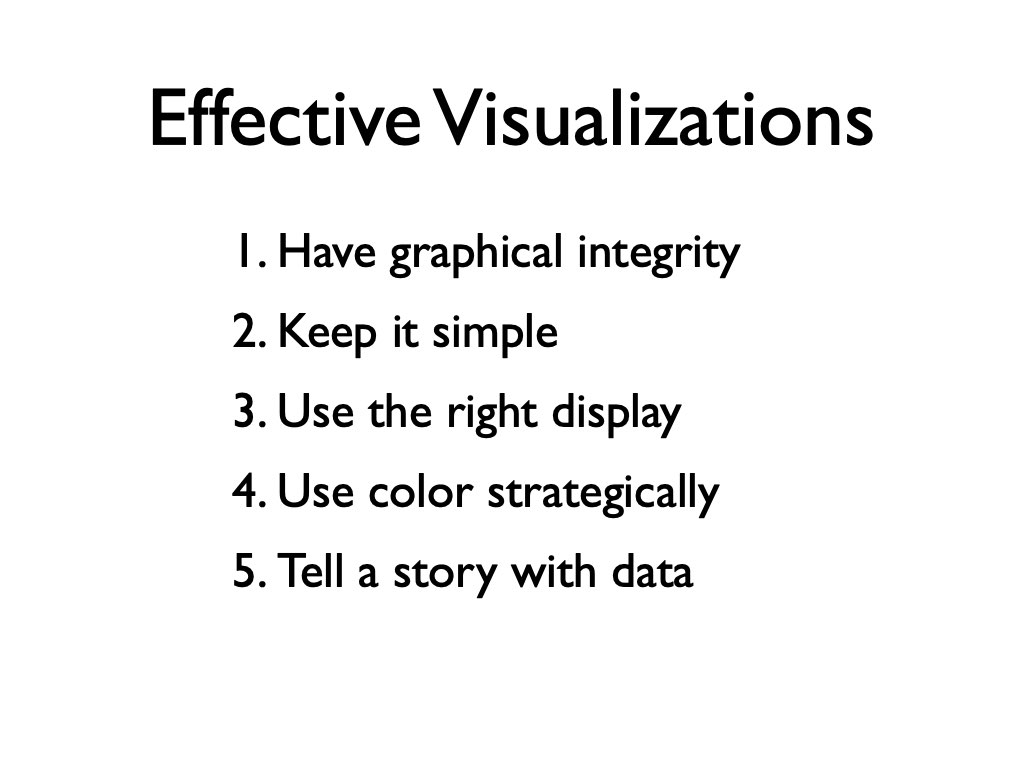 Effective Visualizations
1. Have graphical integrity
2. Keep it simple
3. Use the right display
4. Use color strategically
5. Tell a story with data